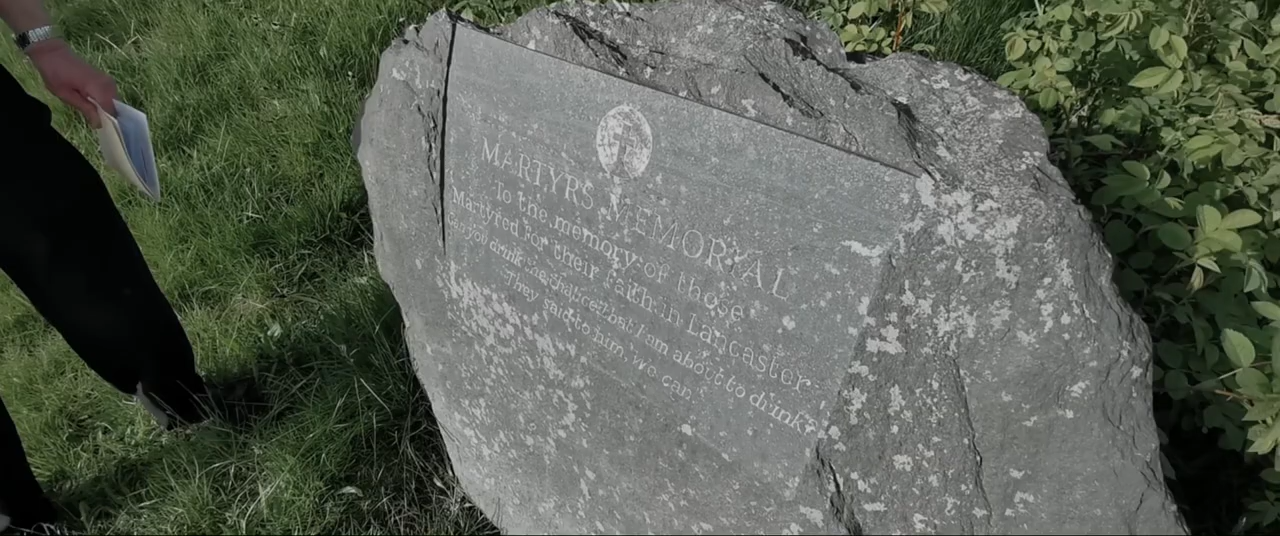 MARTYRS MEMORIAL
To the memory of those
Martyred for their faith in Lancaster
Can you drink the chalice that I am about to drink?
They said to him, we can.